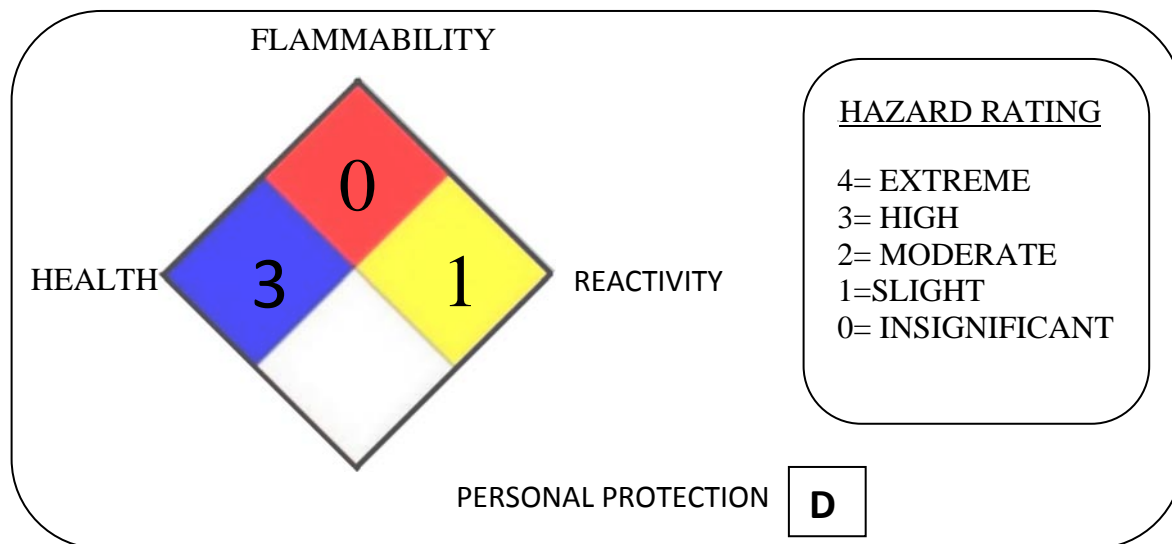 FLAMMABILITY
0
HEALTH
3
1
REACTIVITY
HAZARD RATING
4= EXTREME
3= HIGH
2= MODERATE
1=SLIGHT
0= INSIGNIFICANT
PERSONAL PROTECTION D